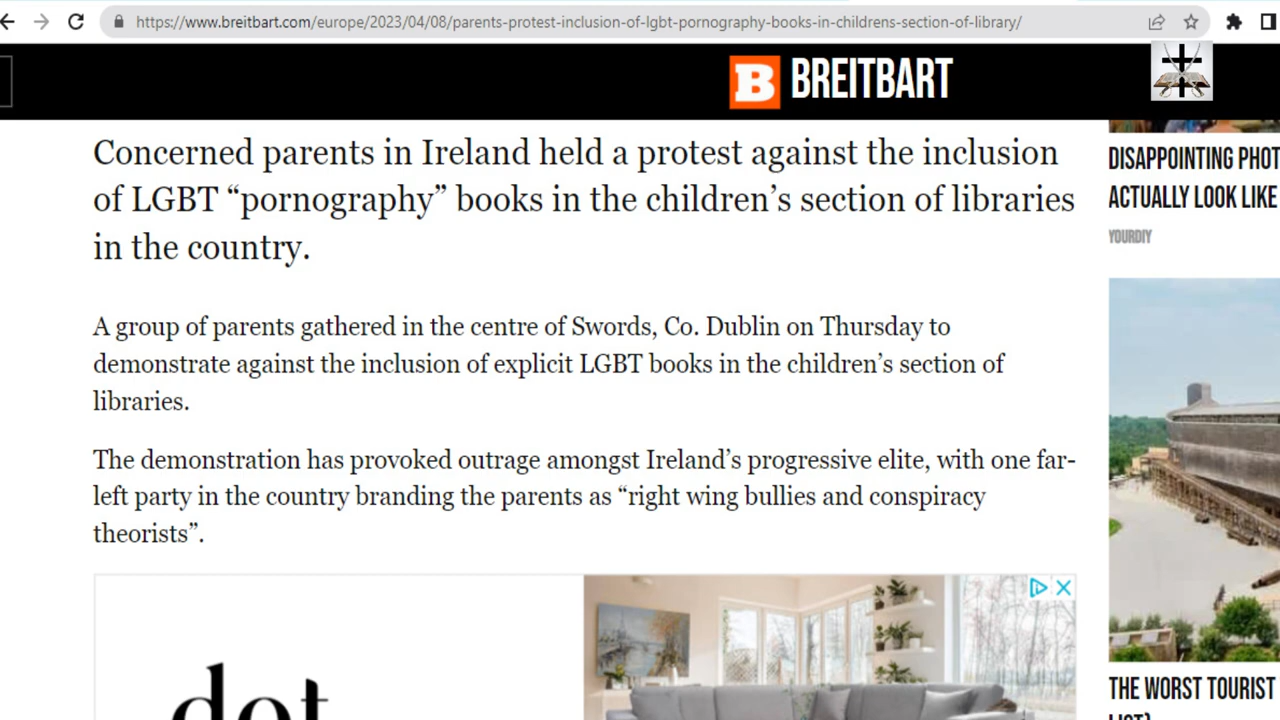 https://www.breitbart.com/europe/2023/04/08/parents-protest-inclusion-of-lgbt-pornography-books-in-childrens-section-of-library/
B BREITBART
Concerned parents in Ireland held a protest against the inclusion
of LGBT “pornography” books in the children’s section of libraries
in the country.
A group of parents gathered in the centre of Swords, Co. Dublin on Thursday to
demonstrate against the inclusion of explicit LGBT books in the children’s section of
libraries.
The demonstration has provoked outrage amongst Ireland’s progressive elite, with one far-
left party in the country branding the parents as “right wing bullies and conspiracy
theorists”.
dot
DISAPPOINTING PHOT
ACTUALLY LOOK LIKE
YOURDIY
THE WORST TOURIST